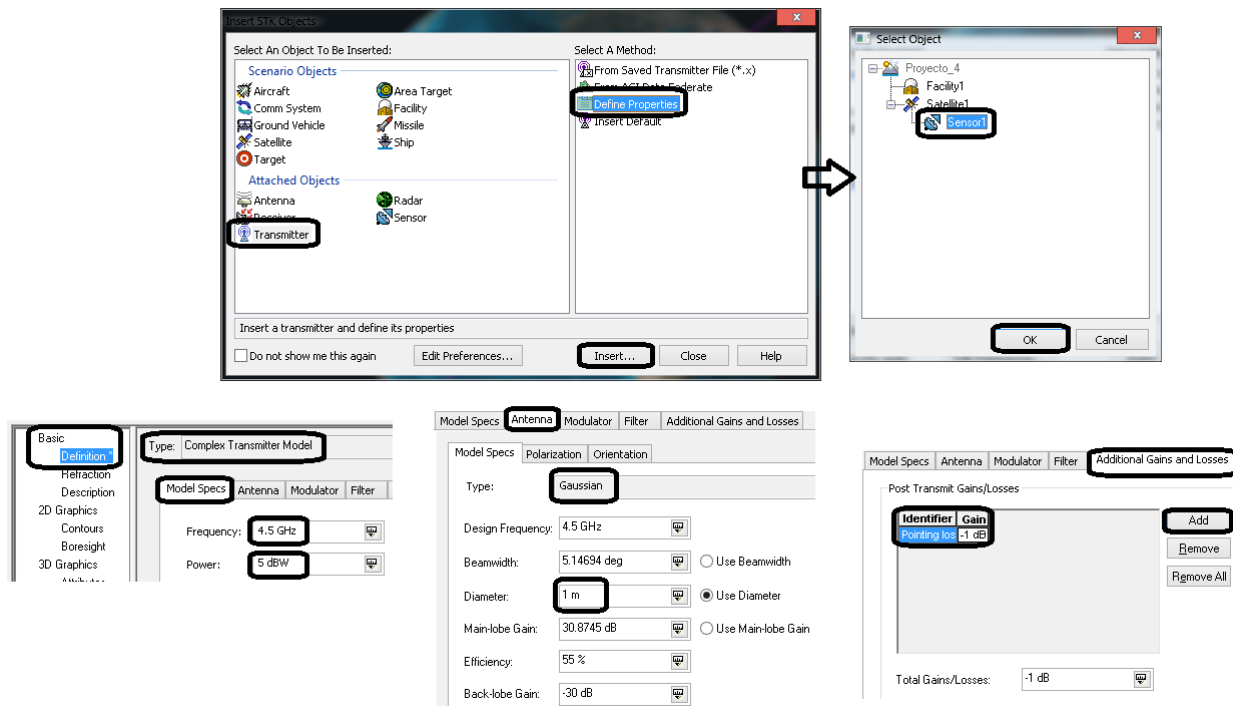 Insert STK Objects
x
Select An Object To Be Inserted:
Scenario Objects
Aircraft
Area Target
Comm System
Facility
Ground Vehicle
Missile
Satellite
Ship
Target
Attached Objects
Antenna
Radar
Receiver
Sensor
Transmitter
Select A Method:
From Saved Transmitter File (*.x)
From AGI Data Federate
Define Properties
Insert Default
Insert a transmitter and define its properties
Do not show me this again
Edit Preferences...
Insert...
Close
Help
Select Object
x
Proyecto_4
Facility1
Satellite1
Sensor1
OK
Cancel
Basic
Definition *
Refraction
Description
2D Graphics
Contours
Boresight
3D Graphics
Attributes
Type: Complex Transmitter Model
Model Specs Antenna Modulator Filter
Frequency: 4.5 GHz
Power: 5 dBW
Model Specs Antenna Modulator Filter Additional Gains and Losses
Model Specs Polarization Orientation
Type: Gaussian
Design Frequency: 4.5 GHz
Beamwidth: 5.14694 deg Use Beamwidth
Diameter: 1 m Use Diameter
Main-lobe Gain: 30.8745 dB Use Main-lobe Gain
Efficiency: 55 %
Back-lobe Gain: -30 dB
Model Specs Antenna Modulator Filter Additional Gains and Losses
Post Transmit Gains/Losses
Identifier Gain
Pointing los -1 dB
Add
Remove
Remove All
Total Gains/Losses: -1 dB